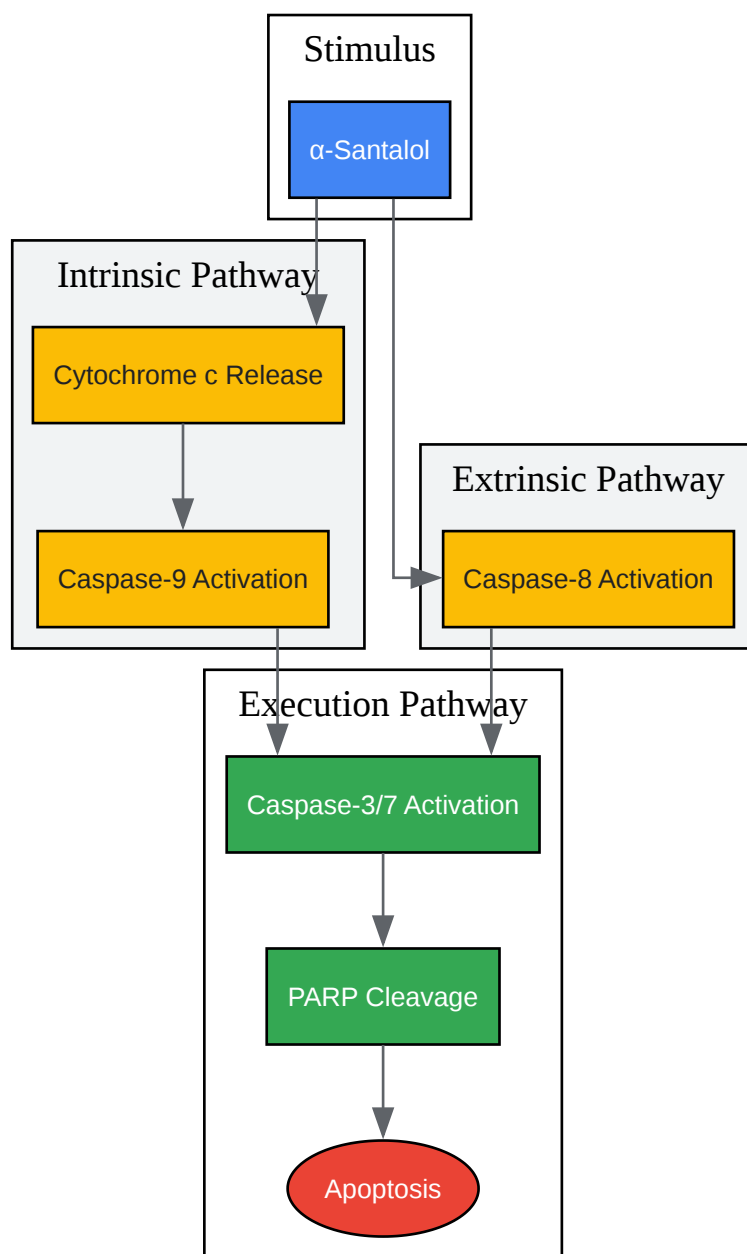 Stimulus
α-Santalol
Intrinsic Pathway
Cytochrome c Release
Extrinsic Pathway
Caspase-9 Activation
Caspase-8 Activation
Execution Pathway
Caspase-3/7 Activation
PARP Cleavage
Apoptosis